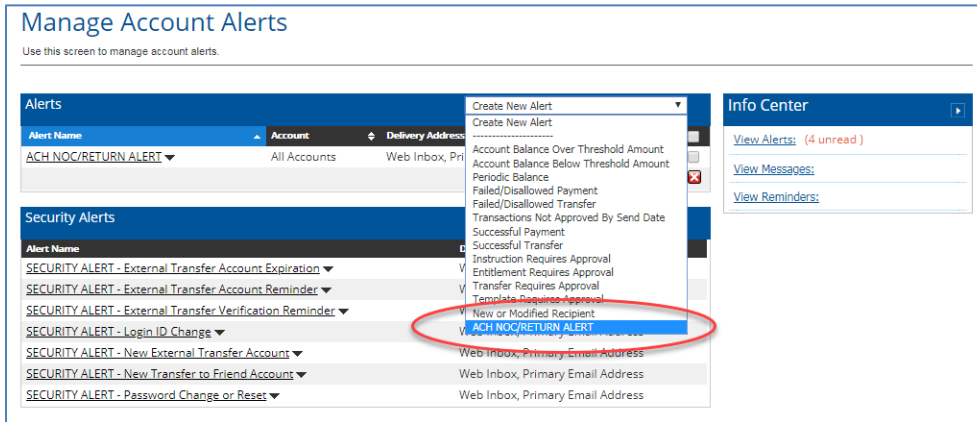 Manage Account Alerts
Use this screen to manage account alerts.
Alerts
Create New Alert
Info Center
Alert Name Account Delivery Address
Create New Alert
--------------------
Account Balance Over Threshold Amount
Account Balance Below Threshold Amount
Periodic Balance
Failed/Disallowed Payment
Failed/Disallowed Transfer
Transactions Not Approved By Send Date
Successful Payment
Successful Transfer
Instruction Requires Approval
Entitlement Requires Approval
Transfer Requires Approval
Template Requires Approval
New or Modified Recipient
ACH NOC/RETURN ALERT
ACH NOC/RETURN ALERT All Accounts Web Inbox, Pri
View Alerts: (4 unread )
View Messages:
View Reminders:
Security Alerts
Alert Name
SECURITY ALERT - External Transfer Account Expiration
SECURITY ALERT - External Transfer Account Reminder
SECURITY ALERT - External Transfer Verification Reminder
SECURITY ALERT - Login ID Change
SECURITY ALERT - New External Transfer Account Web Inbox, Primary Email Address
SECURITY ALERT - New Transfer to Friend Account Web Inbox, Primary Email Address
SECURITY ALERT - Password Change or Reset Web Inbox, Primary Email Address